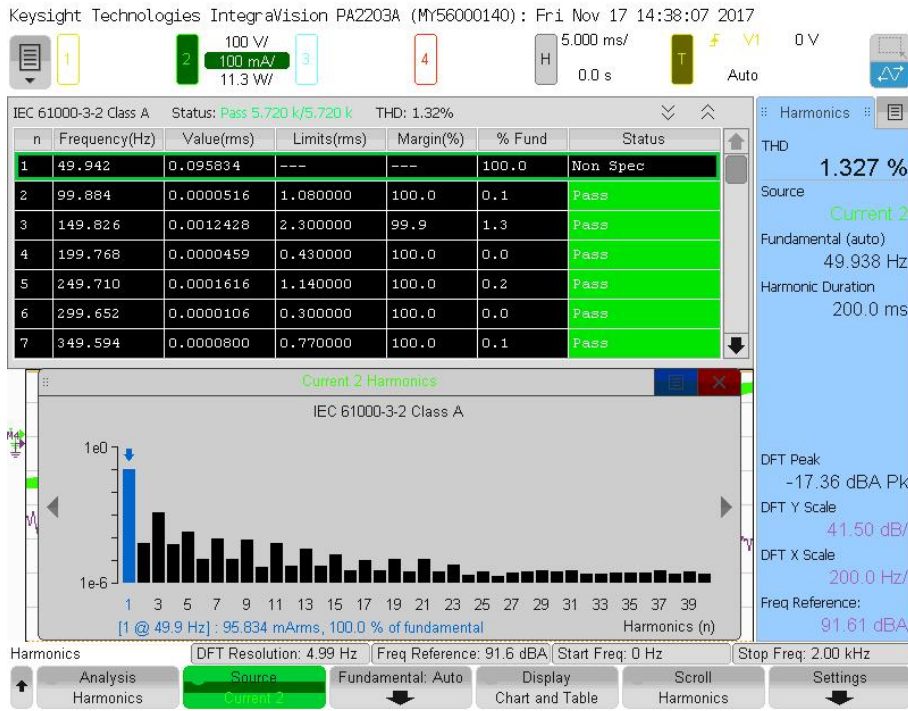 Keysight Technologies IntegraVision PA2203A (MY56000140): Fri Nov 17 14:38:07 2017
1
2
100 V/
100 mA/
11.3 W/
3
4
H
5.000 ms/
0.0 s
T
V1
0 V
Auto
IEC 61000-3-2 Class A Status: Pass 5.720 k/5.720 k THD: 1.32%
n Frequency(Hz) Value(rms) Limits(rms) Margin(%) % Fund Status
1 49.942 0.095834 --- --- 100.0 Non Spec
2 99.884 0.0000516 1.080000 100.0 0.1 Pass
3 149.826 0.0012428 2.300000 99.9 1.3 Pass
4 199.768 0.0000459 0.430000 100.0 0.0 Pass
5 249.710 0.0001616 1.140000 100.0 0.2 Pass
6 299.652 0.0000106 0.300000 100.0 0.0 Pass
7 349.594 0.0000800 0.770000 100.0 0.1 Pass
Harmonics
THD
1.327 %
Source
Current 2
Fundamental (auto)
49.938 Hz
Harmonic Duration
200.0 ms
DFT Peak
-17.36 dBA Pk
DFT Y Scale
41.50 dB/
DFT X Scale
200.0 Hz/
Freq Reference:
91.61 dBA
Current 2 Harmonics
IEC 61000-3-2 Class A
1e0
1e-6
1 3 5 7 9 11 13 15 17 19 21 23 25 27 29 31 33 35 37 39
[1 @ 49.9 Hz] : 95.834 mArms, 100.0 % of fundamental
Harmonics (n)
Harmonics DFT Resolution: 4.99 Hz Freq Reference: 91.6 dBA Start Freq: 0 Hz Stop Freq: 2.00 kHz
Analysis Source Fundamental: Auto Display Scroll Settings
Harmonics Current 2 Chart and Table Harmonics